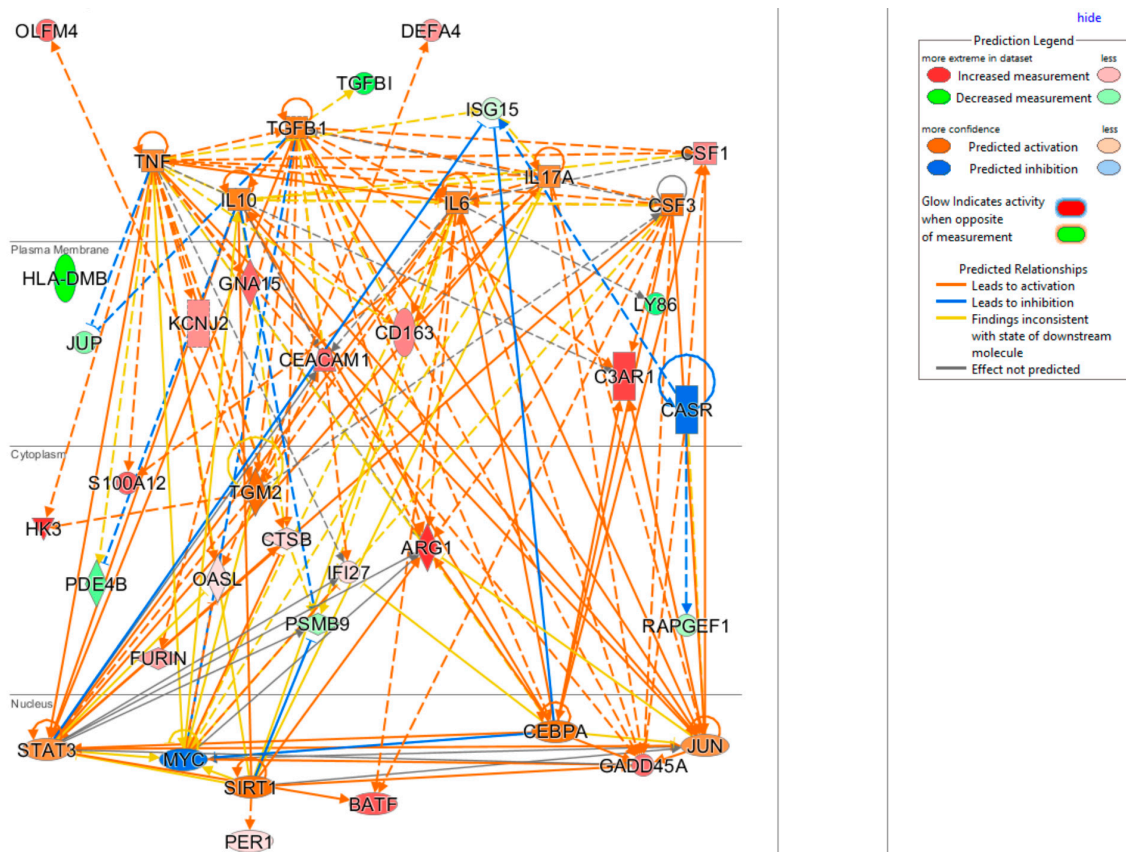 hide
OLFM4
DEFA4
TGFBI
ISG15
TGFB1
TNF
CSF1
IL17A
IL10
IL6
CSF3
Plasma Membrane
HLA-DMB
GNA15
LY86
KCNJ2
CD163
JUP
CEACAM1
C3AR1
CASR
Cytoplasm
S100A12
TGM2
HK3
CTSB
ARG1
PDE4B
OASL
IFI27
PSMB9
RAPGEF1
FURIN
Nucleus
STAT3
CEBPA
JUN
MYC
GADD45A
SIRT1
BATF
PER1
Prediction Legend
more extreme in dataset
less
Increased measurement
Decreased measurement
more confidence
less
Predicted activation
Predicted inhibition
Glow Indicates activity
when opposite
of measurement
Predicted Relationships
Leads to activation
Leads to inhibition
Findings inconsistent
with state of downstream
molecule
Effect not predicted